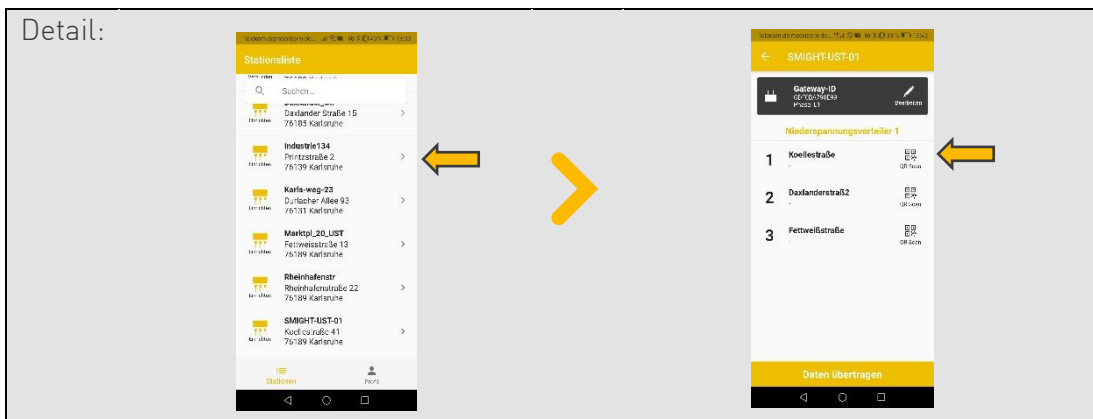 Detail:
Stationsliste
Suchen...
Daxlander Straße 15
76185 Karlsruhe
Industrie134
Printzstraße 2
76139 Karlsruhe
Karls-weg-23
Durlacher Allee 93
76131 Karlsruhe
Marktpl_20_UST
Fettweisstraße 13
76189 Karlsruhe
Rheinhafenstr
Rheinhafenstraße 22
76189 Karlsruhe
SMIGHT-UST-01
Koellestraße 41
76189 Karlsruhe
Stationen
Profil
SMIGHT-UST-01
Gateway-ID
Phase: L1
Bearbeiten
Niederspannungsverteiler 1
1 Koellestraße
QR Scan
2 Daxlanderstraß2
QR Scan
3 Fettweißstraße
QR Scan
Daten übertragen